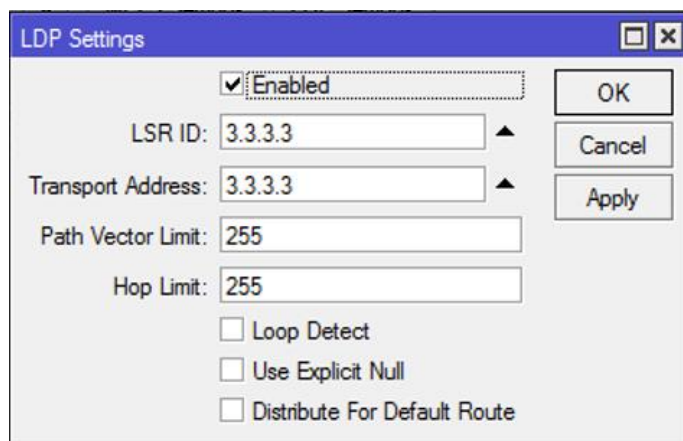 LDP Settings
Enabled
OK
LSR ID: 3.3.3.3
Cancel
Transport Address: 3.3.3.3
Apply
Path Vector Limit: 255
Hop Limit: 255
Loop Detect
Use Explicit Null
Distribute For Default Route